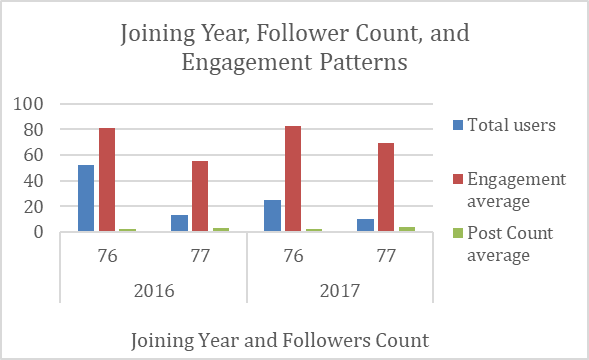 Joining Year, Follower Count, and
Engagement Patterns
100
80
60
40
20
0
76 77 76 77
2016 2017
Joining Year and Followers Count
Total users
Engagement
average
Post Count
average